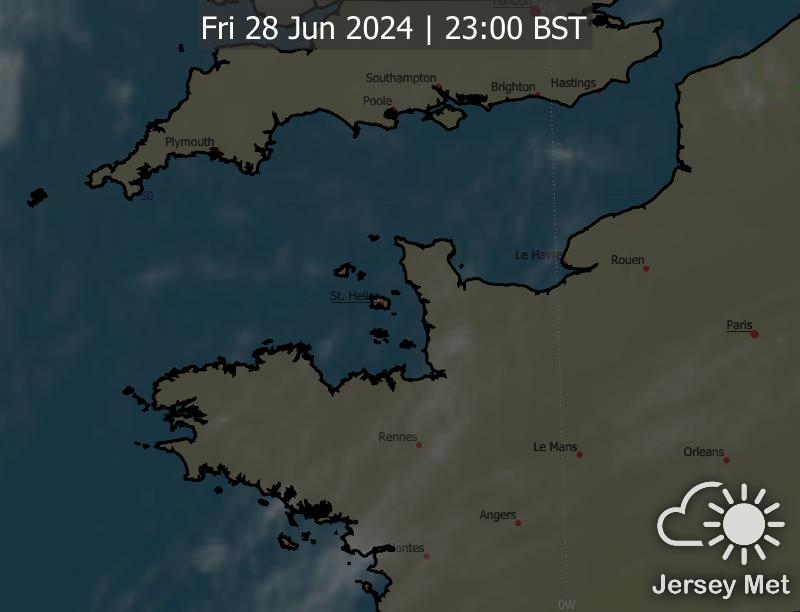 London
0W
Fri 28 Jun 2024 | 23:00 BST
Southampton
Brighton
Hastings
Poole
Plymouth
50
Le Havre
Rouen
St. Helier
Paris
Rennes
Le Mans
Orleans
Angers
Nantes
Jersey Met
0W